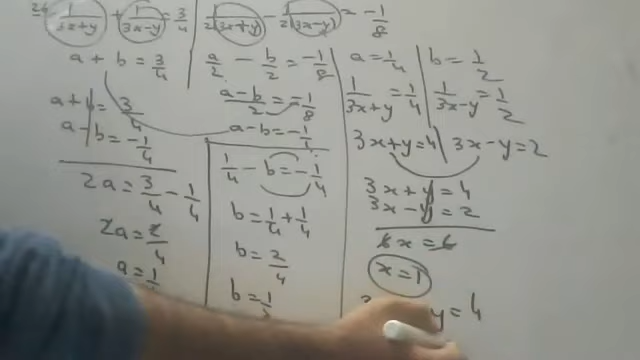 1/(3x+y) + 1/(3x-y) = 3/4
1/2(3x+y) - 1/2(3x-y) = -1/8
a + b = 3/4
a/2 - b/2 = -1/8
(a-b)/2 = -1/8
a-b = -1/4
a+b = 3/4
a-b = -1/4
2a = 3/4 - 1/4
2a = 2/4
1/4 - b = -1/4
b = 1/4 + 1/4
b = 2/4
a = 1/4
b = 1/2
1/(3x+y) = 1/4
1/(3x-y) = 1/2
3x+y=4
3x-y=2
3x+y=4
3x-y=2
6x=6
x=1
y=4